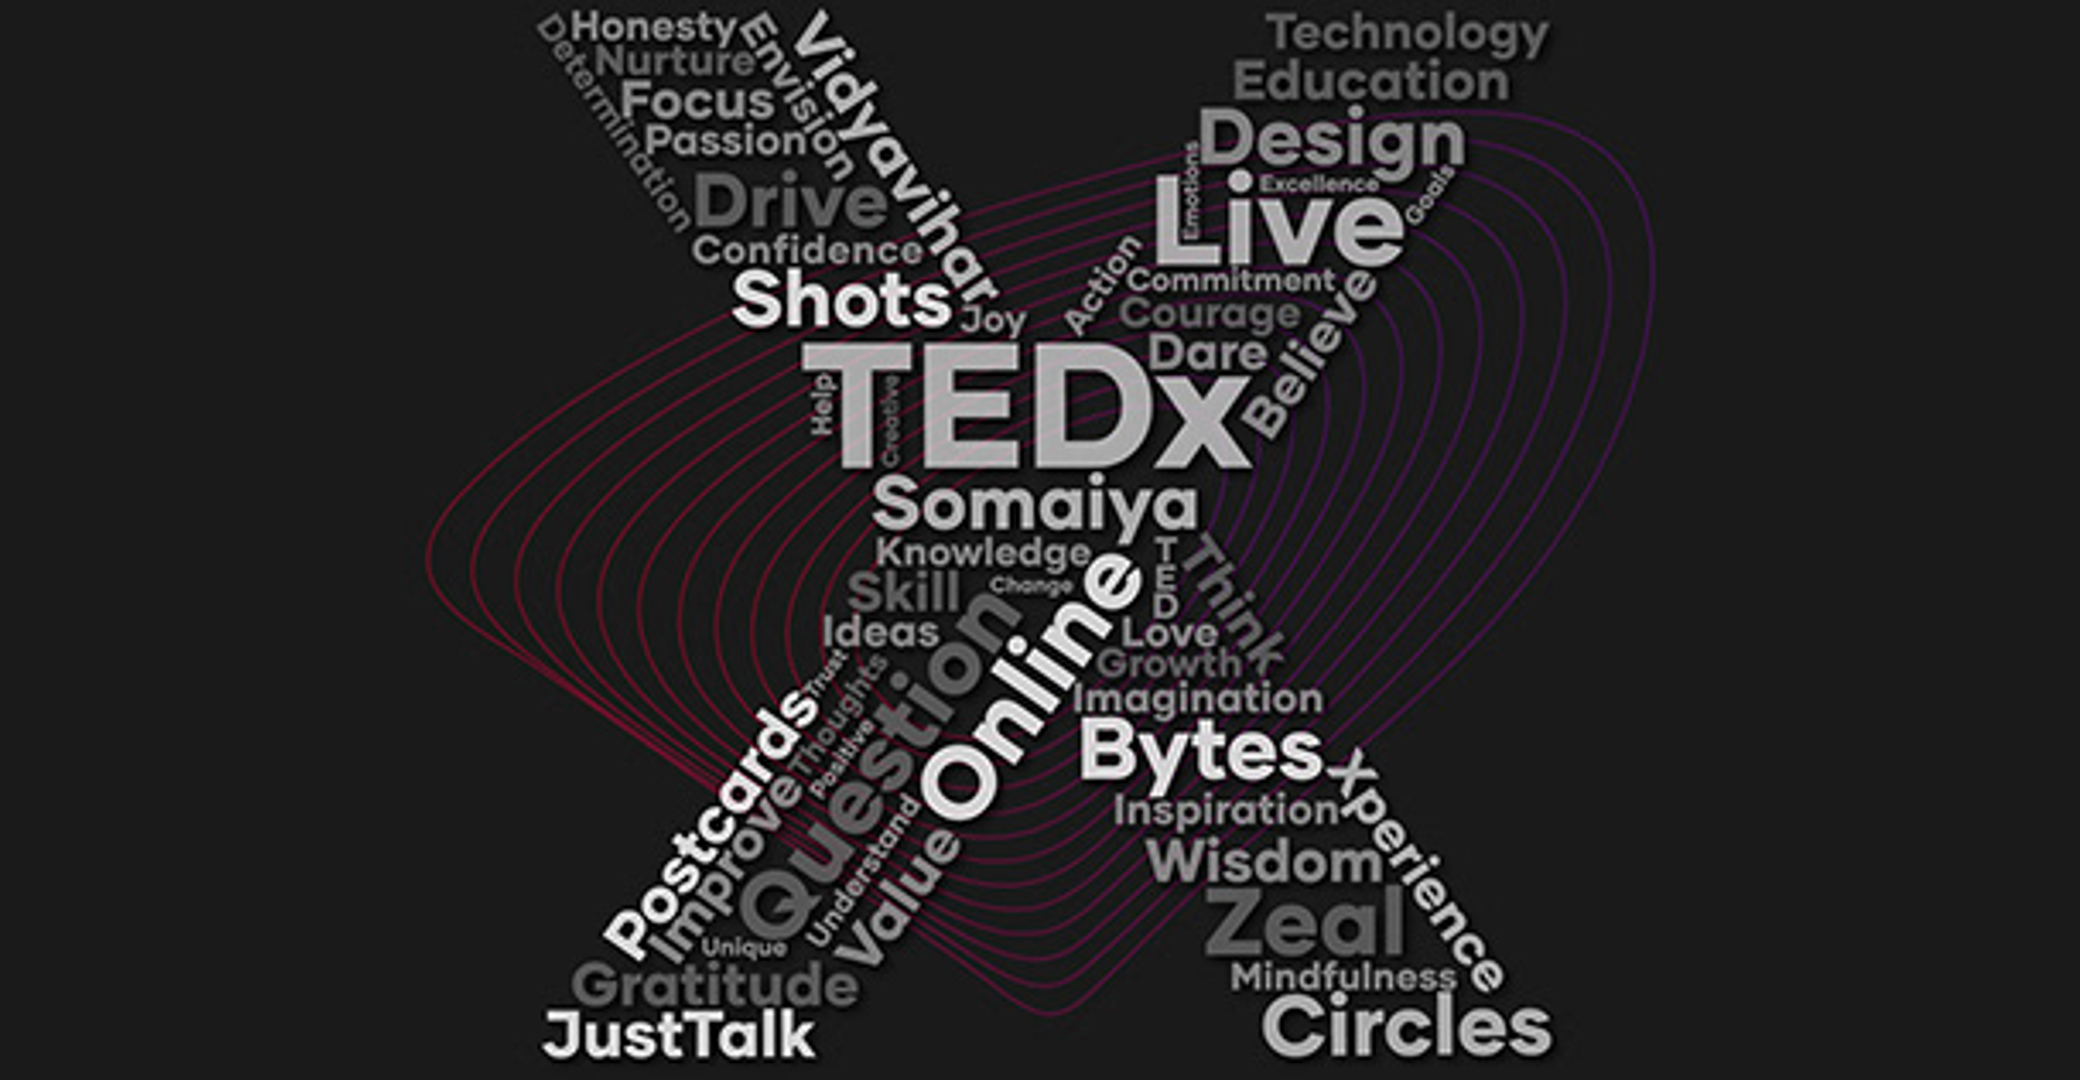 Honesty
Determination
Nurture
Envision
Vidyavihar
Focus
Passion
Drive
Confidence
Shots
Joy
Technology
Education
Design
Emotions
Live
Excellence
Goals
Action
Commitment
Courage
Believe
Dare
TEDx
Help
Creative
Somaiya
Knowledge
Skill
Change
Ideas
Online
TED
Think
Love
Growth
Imagination
Trust
Thoughts
Postcards
Positive
Improve
Question
Understand
Value
Unique
Gratitude
JustTalk
Bytes
Xperience
Inspiration
Wisdom
Zeal
Mindfulness
Circles